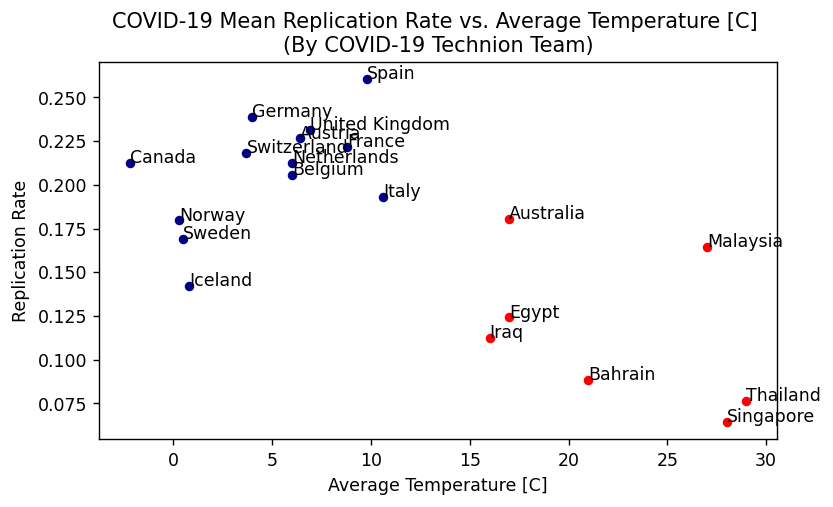 COVID-19 Mean Replication Rate vs. Average Temperature [C]
(By COVID-19 Technion Team)
Spain
0.250
Germany
United Kingdom
0.225
Austria
France
Switzerland
Netherlands
Canada
Belgium
0.200
Italy
Norway
Australia
0.175
Sweden
Malaysia
Iceland
0.150
Egypt
0.125
Iraq
0.100
Bahrain
Thailand
0.075
Singapore
0
5
10
15
20
25
30
Replication Rate
Average Temperature [C]